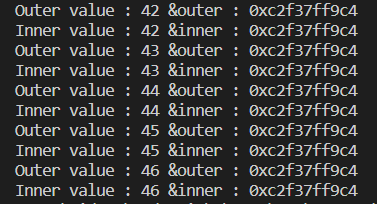 Outer value : 42 &outer : 0xc2f37ff9c4
Inner value : 42 &inner : 0xc2f37ff9c4
Outer value : 43 &outer : 0xc2f37ff9c4
Inner value : 43 &inner : 0xc2f37ff9c4
Outer value : 44 &outer : 0xc2f37ff9c4
Inner value : 44 &inner : 0xc2f37ff9c4
Outer value : 45 &outer : 0xc2f37ff9c4
Inner value : 45 &inner : 0xc2f37ff9c4
Outer value : 46 &outer : 0xc2f37ff9c4
Inner value : 46 &inner : 0xc2f37ff9c4